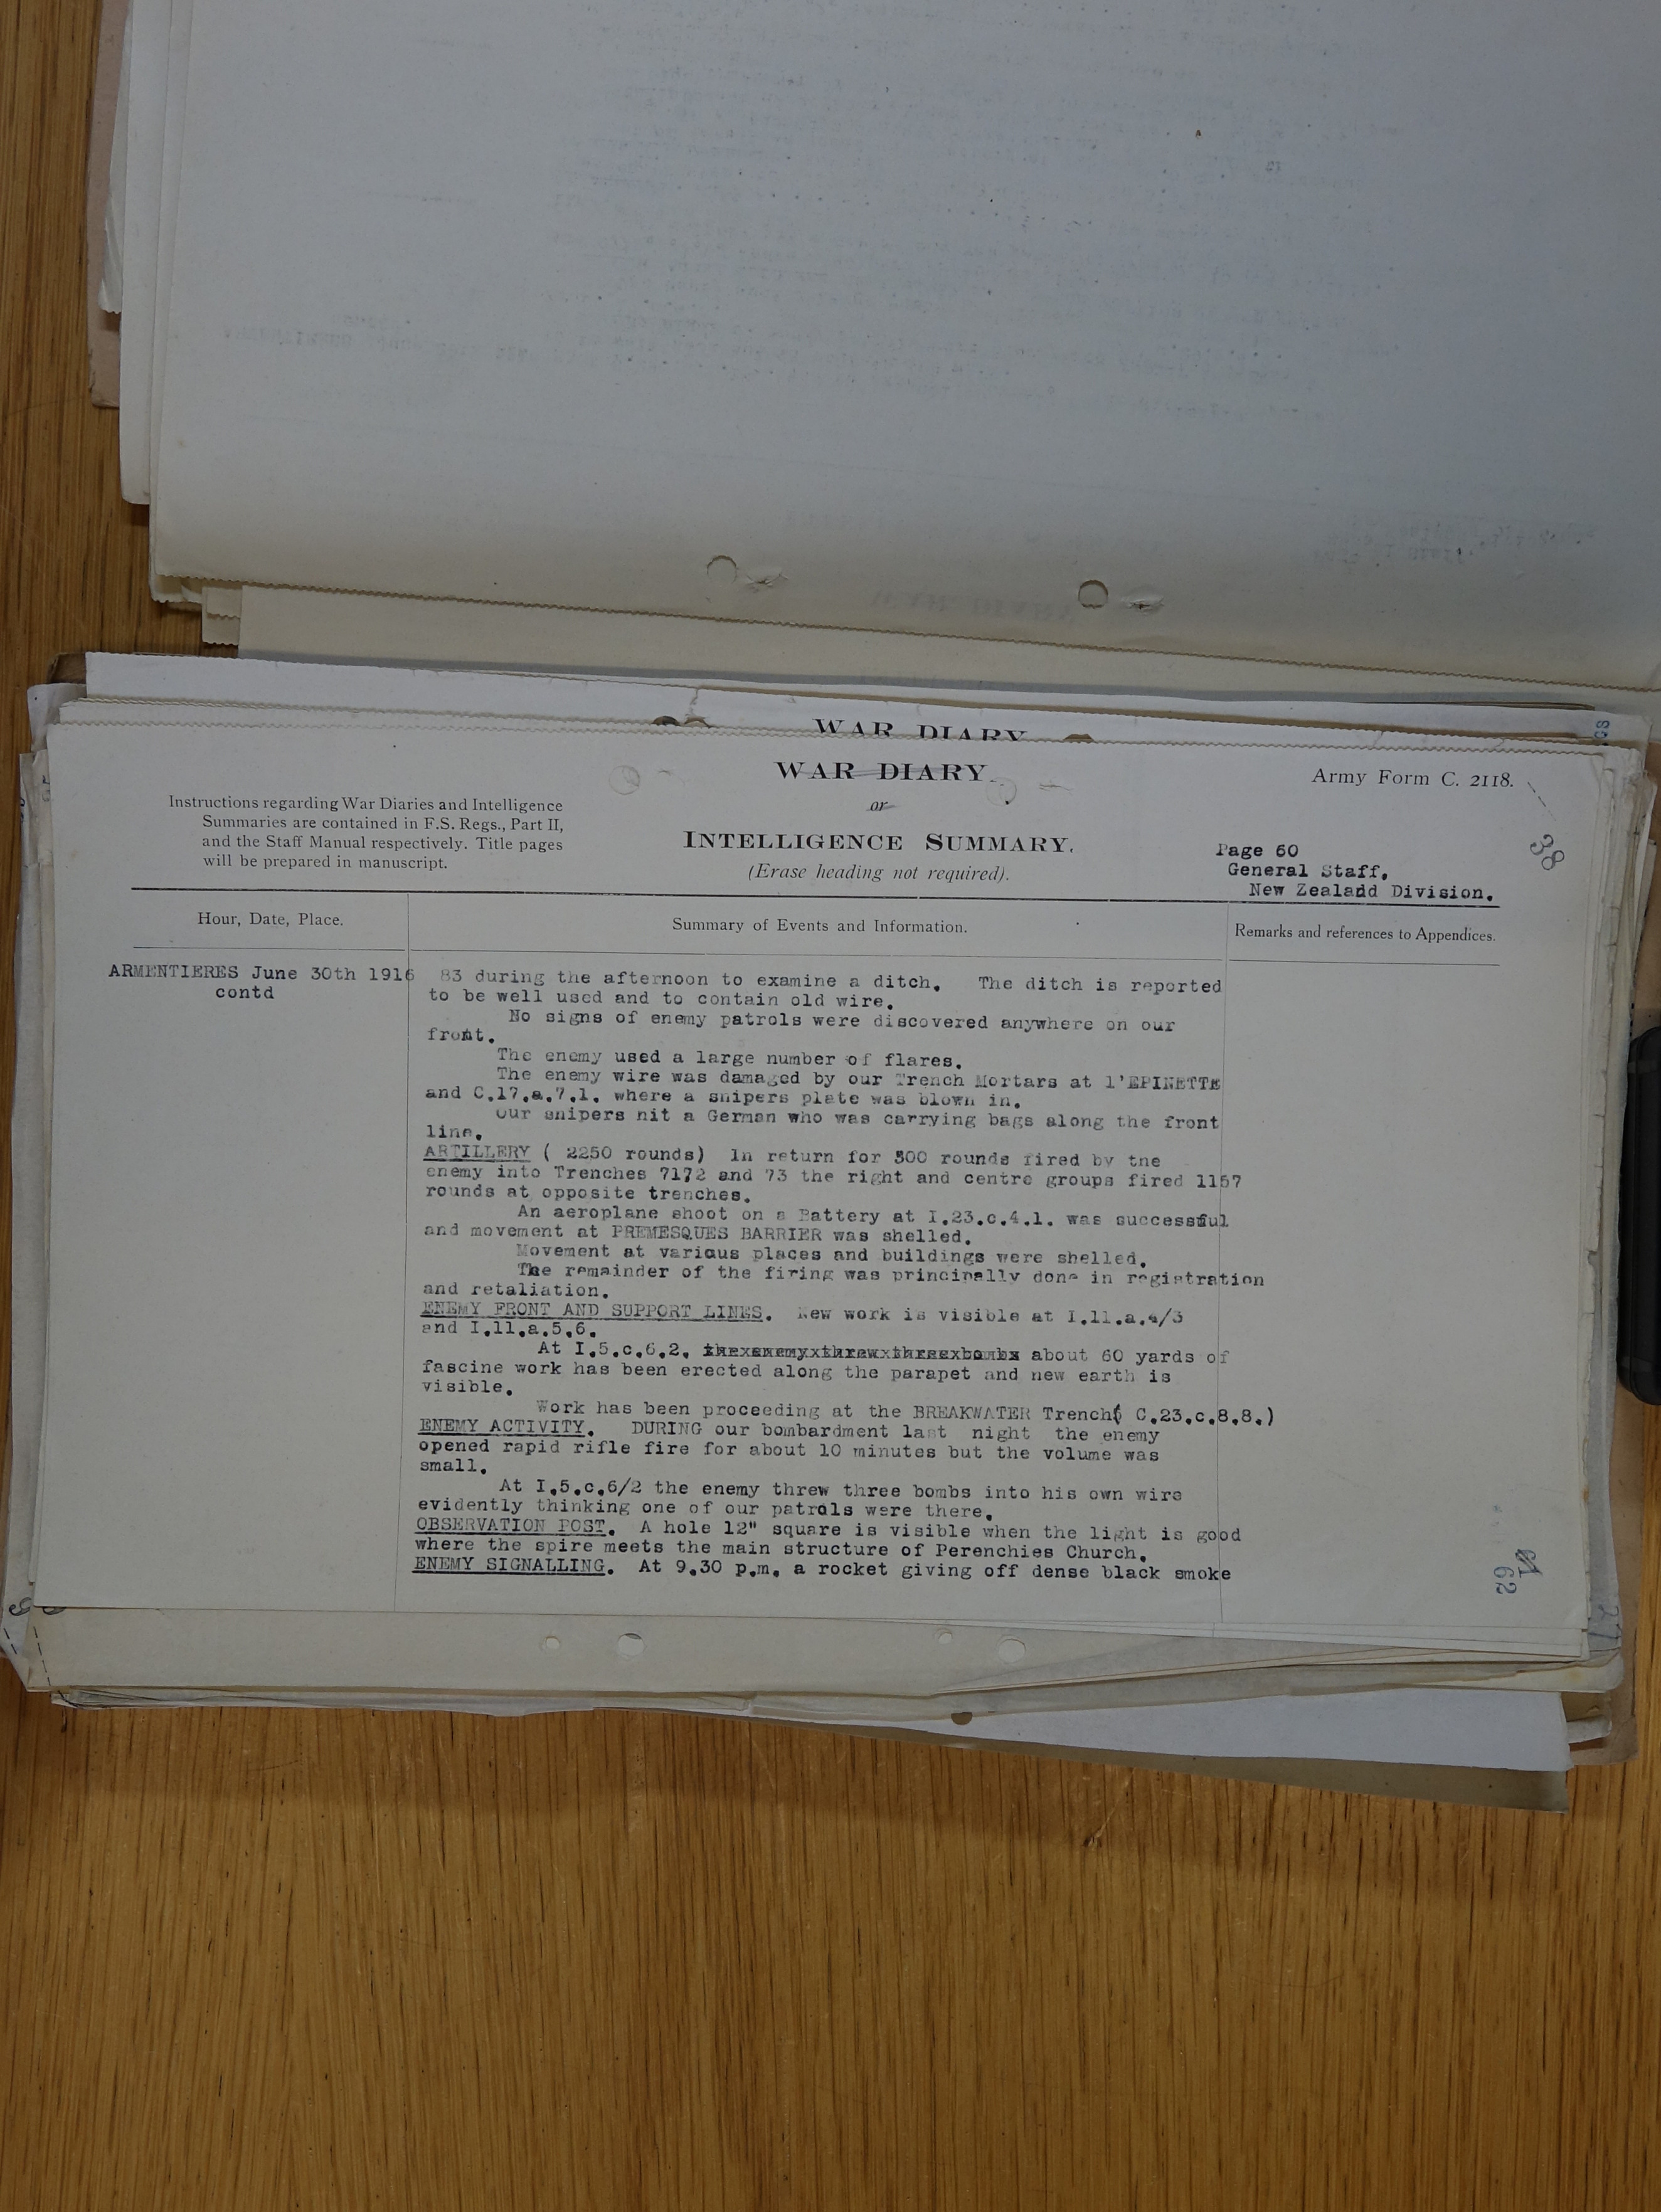 WAR DIARY
WAR DIARY
or
INTELLIGENCE SUMMARY.
(Erase heading not required).
Army Form C. 2118.
Instructions regarding War Diaries and Intelligence
Summaries are contained in F.S. Regs., Part II,
and the Staff Manual respectively. Title pages
will be prepared in manuscript.
Page 60
General Staff.
New Zealand Division.
38
Hour, Date, Place.
Summary of Events and Information.
Remarks and references to Appendices.
ARMENTIERES June 30th 1916
contd
83 during the afternoon to examine a ditch. The ditch is reported
to be well used and to contain old wire.
No signs of enemy patrols were discovered anywhere on our
front.
The enemy used a large number of flares.
The enemy wire was damaged by our Trench Mortars at l'EPINETTE
and C.17.a.7.1. where a snipers plate was blown in.
Our snipers hit a German who was carrying bags along the front
line.
ARTILLERY ( 2250 rounds) In return for 300 rounds fired by the
enemy into Trenches 7172 and 73 the right and centre groups fired 1157
rounds at opposite trenches.
An aeroplane shoot on a Battery at I.23.c.4.1. was successful
and movement at PREMESQUES BARRIER was shelled.
Movement at various places and buildings were shelled.
The remainder of the firing was principally done in registration
and retaliation.
ENEMY FRONT AND SUPPORT LINES. New work is visible at I.11.a.4/3
and I.11.a.5.6.
At I.5.c.6.2. thexenemyxthrewxthreexbombs about 60 yards of
fascine work has been erected along the parapet and new earth is
visible.
Work has been proceeding at the BREAKWATER Trench( C.23.c.8.8.)
ENEMY ACTIVITY. DURING our bombardment last night the enemy
opened rapid rifle fire for about 10 minutes but the volume was
small.
At I.5.c.6/2 the enemy threw three bombs into his own wire
evidently thinking one of our patrols were there.
OBSERVATION POST. A hole 12" square is visible when the light is good
where the spire meets the main structure of Perenchies Church.
ENEMY SIGNALLING. At 9.30 p.m. a rocket giving off dense black smoke
61
62